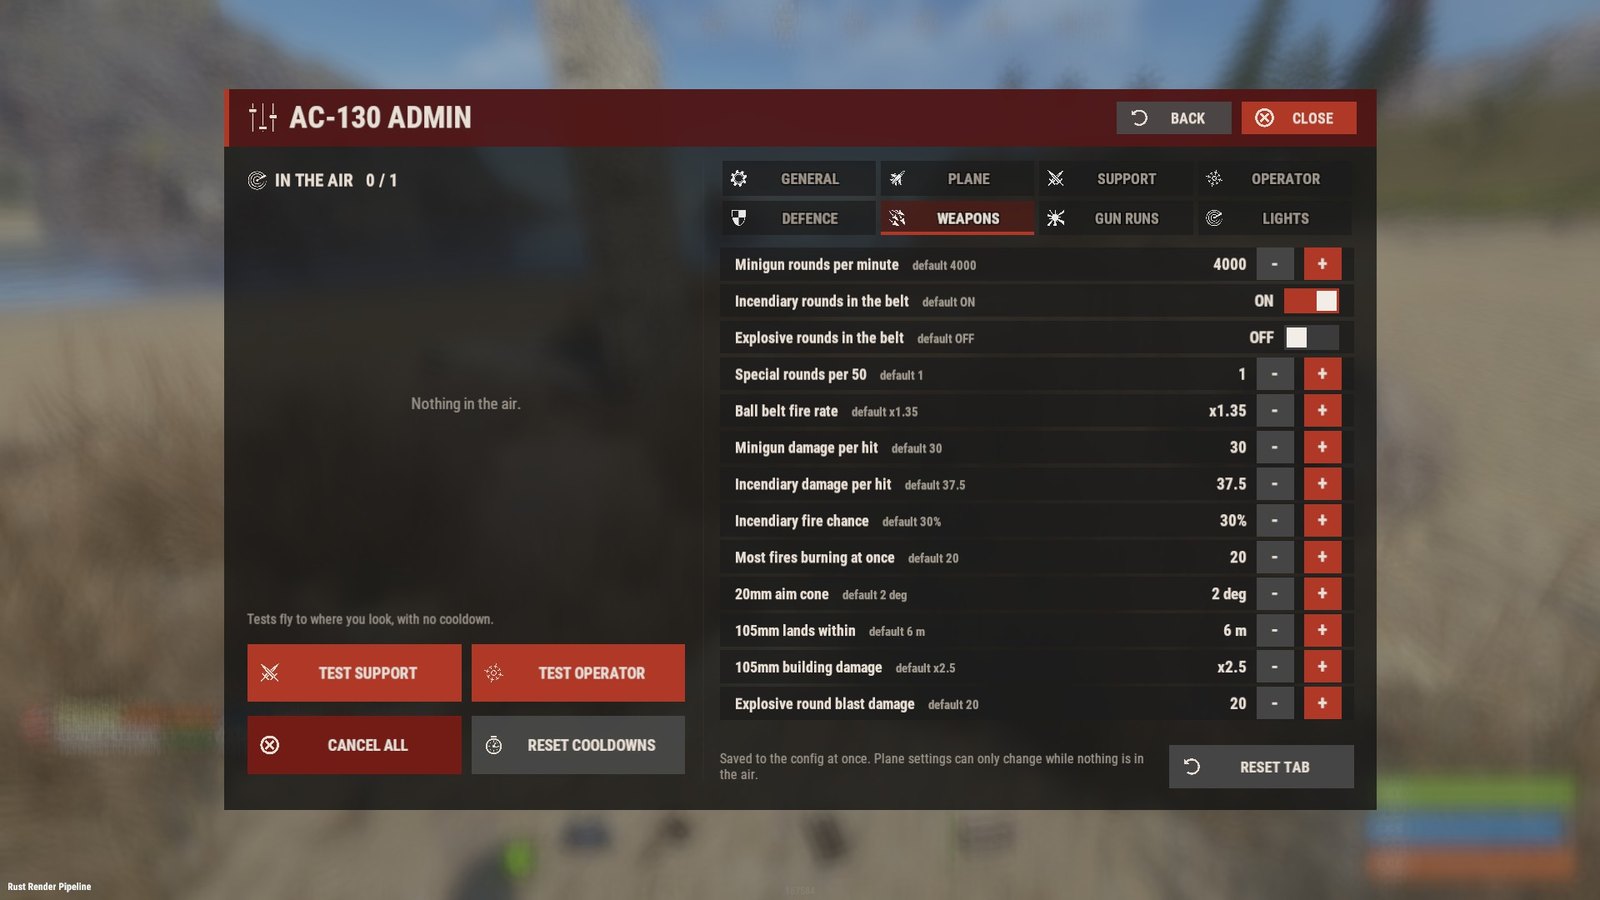 AC-130 ADMIN
BACK
CLOSE
IN THE AIR 0 / 1
GENERAL
PLANE
SUPPORT
OPERATOR
DEFENCE
WEAPONS
GUN RUNS
LIGHTS
Minigun rounds per minute default 4000 4000 - +
Incendiary rounds in the belt default ON ON
Explosive rounds in the belt default OFF OFF
Special rounds per 50 default 1 1 - +
Ball belt fire rate default x1.35 x1.35 - +
Nothing in the air.
Minigun damage per hit default 30 30 - +
Incendiary damage per hit default 37.5 37.5 - +
Incendiary fire chance default 30% 30% - +
Most fires burning at once default 20 20 - +
20mm aim cone default 2 deg 2 deg - +
105mm lands within default 6 m 6 m - +
105mm building damage default x2.5 x2.5 - +
Explosive round blast damage default 20 20 - +
Tests fly to where you look, with no cooldown.
TEST SUPPORT
TEST OPERATOR
CANCEL ALL
RESET COOLDOWNS
Saved to the config at once. Plane settings can only change while nothing is in
the air.
RESET TAB
Rust Render Pipeline